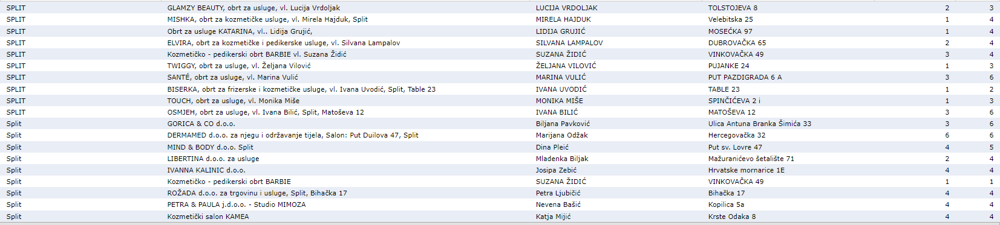 SPLIT GLAMZY BEAUTY, obrt za usluge, vl. Lucija Vrdoljak LUCIJA VRDOLJAK TOLSTOJEVA 8 2 3
SPLIT MISHKA, obrt za kozmetičke usluge, vl. Mirela Hajduk, Split MIRELA HAJDUK Velebitska 25 1 4
SPLIT Obrt za usluge KATARINA, vl.. Lidija Grujić, LIDIJA GRUJIĆ MOSEĆKA 97 1 4
SPLIT ELVIRA, obrt za kozmetičke i pedikerske usluge, vl. Silvana Lampalov SILVANA LAMPALOV DUBROVAČKA 65 2 4
SPLIT Kozmetičko - pedikerski obrt BARBIE vl. Suzana Židić SUZANA ŽIDIĆ VINKOVAČKA 49 3 4
SPLIT TWIGGY, obrt za usluge, vl. Željana Vilović ŽELJANA VILOVIĆ PUJANKE 24 1 3
SPLIT SANTÉ, obrt za usluge, vl. Marina Vulić MARINA VULIĆ PUT PAZDIGRADA 6 A 3 6
SPLIT BISERKA, obrt za frizerske i kozmetičke usluge, vl. Ivana Uvodić, Split, Table 23 IVANA UVODIĆ TABLE 23 1 2
SPLIT TOUCH, obrt za usluge, vl. Monika Miše MONIKA MIŠE SPINČIĆEVA 2 i 1 3
SPLIT OSMJEH, obrt za usluge, vl. Ivana Bilić, Split, Matoševa 12 IVANA BILIĆ MATOŠEVA 12 3 6
Split GORICA & CO d.o.o. Biljana Pavković Ulica Antuna Branka Šimića 33 3 6
Split DERMAMED d.o.o. za njegu i održavanje tijela, Salon: Put Duilova 47, Split Marijana Odžak Hercegovačka 32 6 6
Split MIND & BODY d.o.o. Split Dina Pleić Put sv. Lovre 47 4 5
Split LIBERTINA d.o.o. za usluge Mladenka Biljak Mažuranićevo šetalište 71 2 4
Split IVANNA KALINIC d.o.o. Josipa Zebić Hrvatske mornarice 1E 4 4
Split Kozmetičko - pedikerski obrt BARBIE SUZANA ŽIDIĆ VINKOVAČKA 49 1 1
Split ROŽADA d.o.o. za trgovinu i usluge, Split, Bihačka 17 Petra Ljubičić Bihačka 17 4 4
Split PETRA & PAULA j.d.o.o. - Studio MIMOZA Nevena Bašić Kopilica 5a 4 4
Split Kozmetički salon KAMEA Katja Mijić Krste Odaka 8 4 4